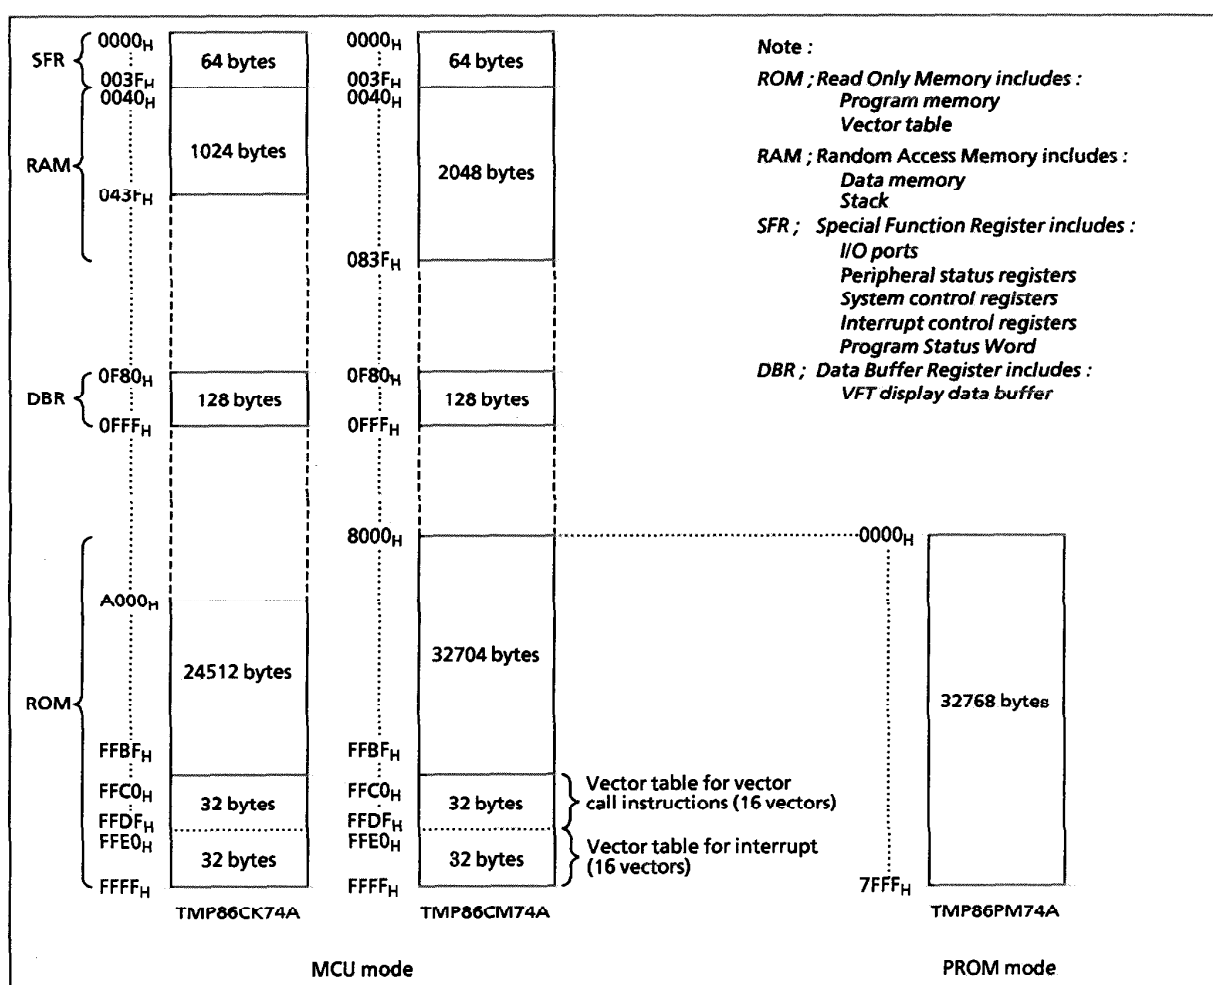 SFR
0000H
003FH
64 bytes
RAM
0040H
043FH
1024 bytes
DBR
0F80H
0FFFH
128 bytes
ROM
A000H
FFBFH
24512 bytes
FFC0H
FFDFH
32 bytes
FFE0H
FFFFH
32 bytes
TMP86CK74A
0000H
003FH
64 bytes
0040H
083FH
2048 bytes
0F80H
0FFFH
128 bytes
8000H
FFBFH
32704 bytes
FFC0H
FFDFH
32 bytes
FFE0H
FFFFH
32 bytes
TMP86CM74A
Vector table for vector
call instructions (16 vectors)
Vector table for interrupt
(16 vectors)
MCU mode
Note :
ROM ; Read Only Memory includes :
Program memory
Vector table
RAM ; Random Access Memory includes :
Data memory
Stack
SFR ; Special Function Register includes :
I/O ports
Peripheral status registers
System control registers
Interrupt control registers
Program Status Word
DBR ; Data Buffer Register includes :
VFT display data buffer
0000H
7FFFH
32768 bytes
TMP86PM74A
PROM mode